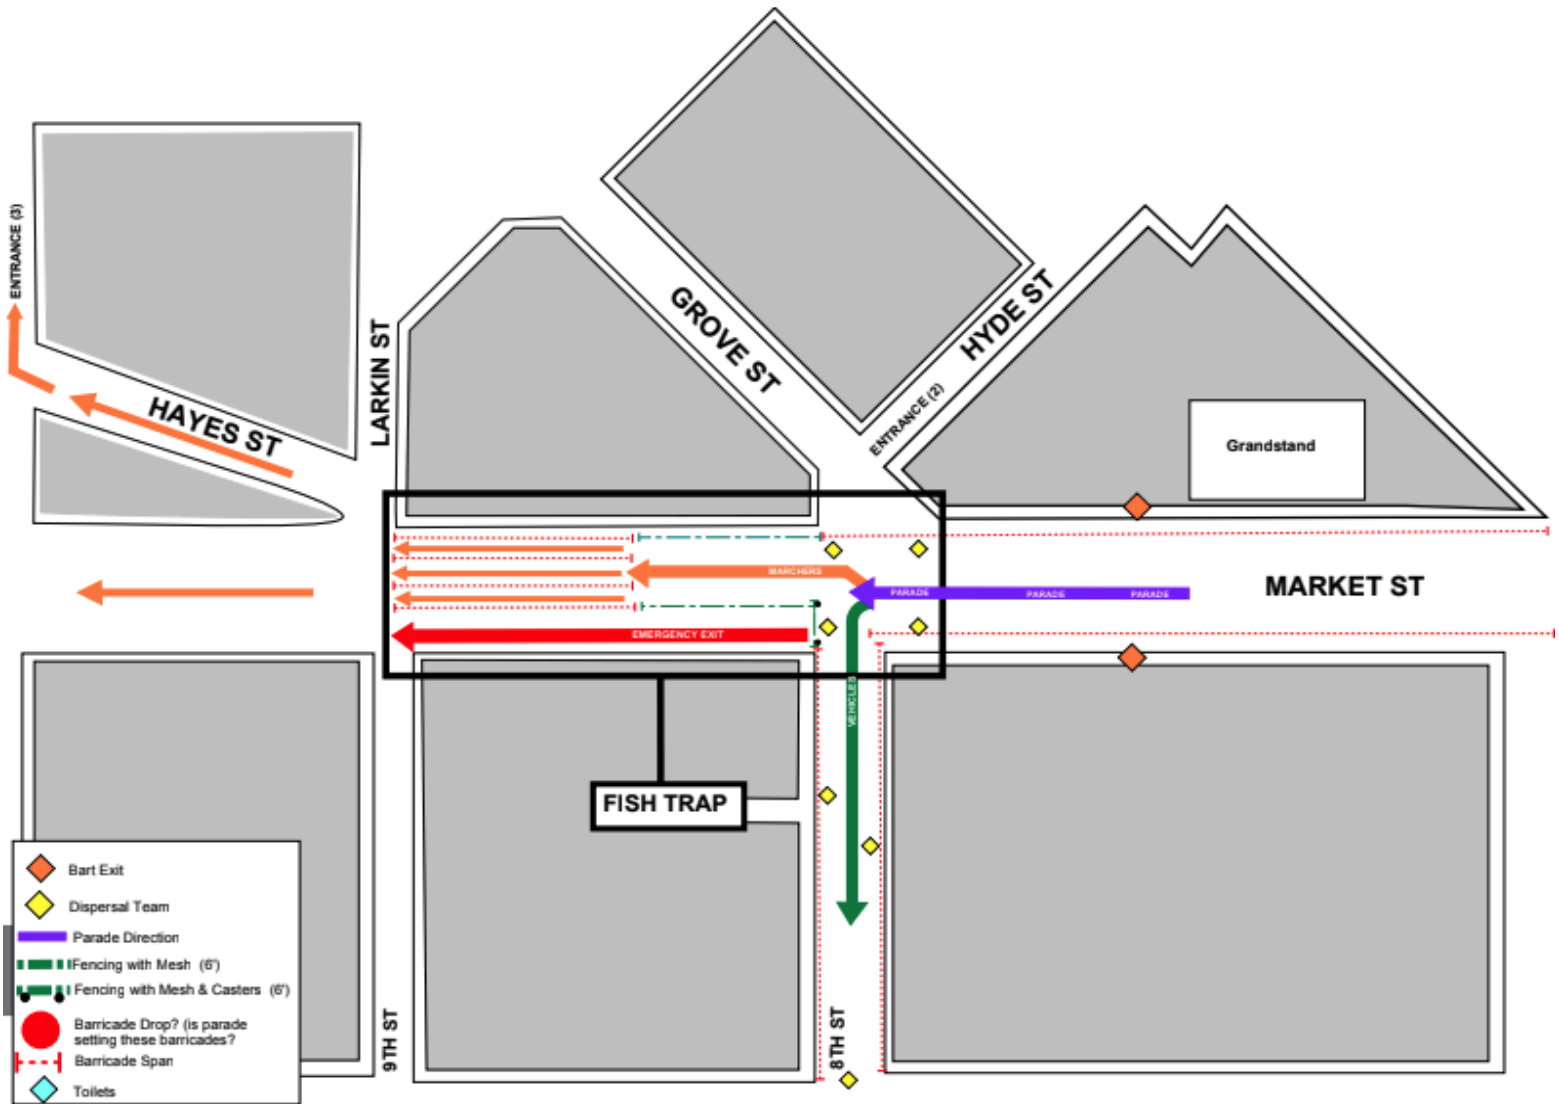 ENTRANCE (3)
HAYES ST
LARKIN ST
GROVE ST
HYDE ST
ENTRANCE (2)
Grandstand
MARCHERS
PARADE
PARADE
PARADE
MARKET ST
EMERGENCY EXIT
VEHICLES
FISH TRAP
9TH ST
8TH ST
Bart Exit
Dispersal Team
Parade Direction
Fencing with Mesh (6')
Fencing with Mesh & Casters (6')
Barricade Drop? (is parade
setting these barricades?
Barricade Span
Toilets